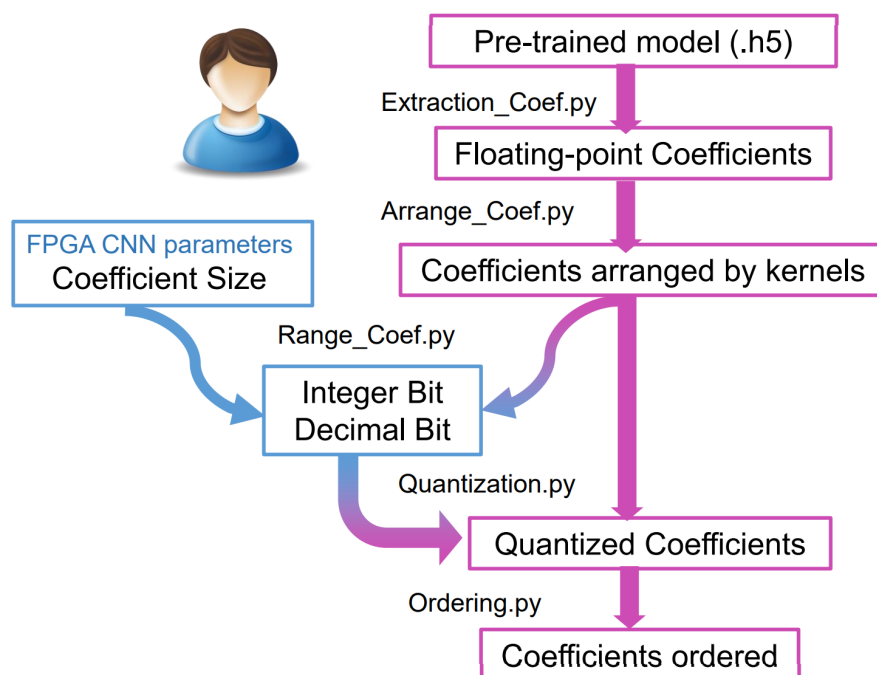 Pre-trained model (.h5)
Extraction_Coef.py
Floating-point Coefficients
Arrange_Coef.py
FPGA CNN parameters
Coefficient Size
Coefficients arranged by kernels
Range_Coef.py
Integer Bit
Decimal Bit
Quantization.py
Quantized Coefficients
Ordering.py
Coefficients ordered